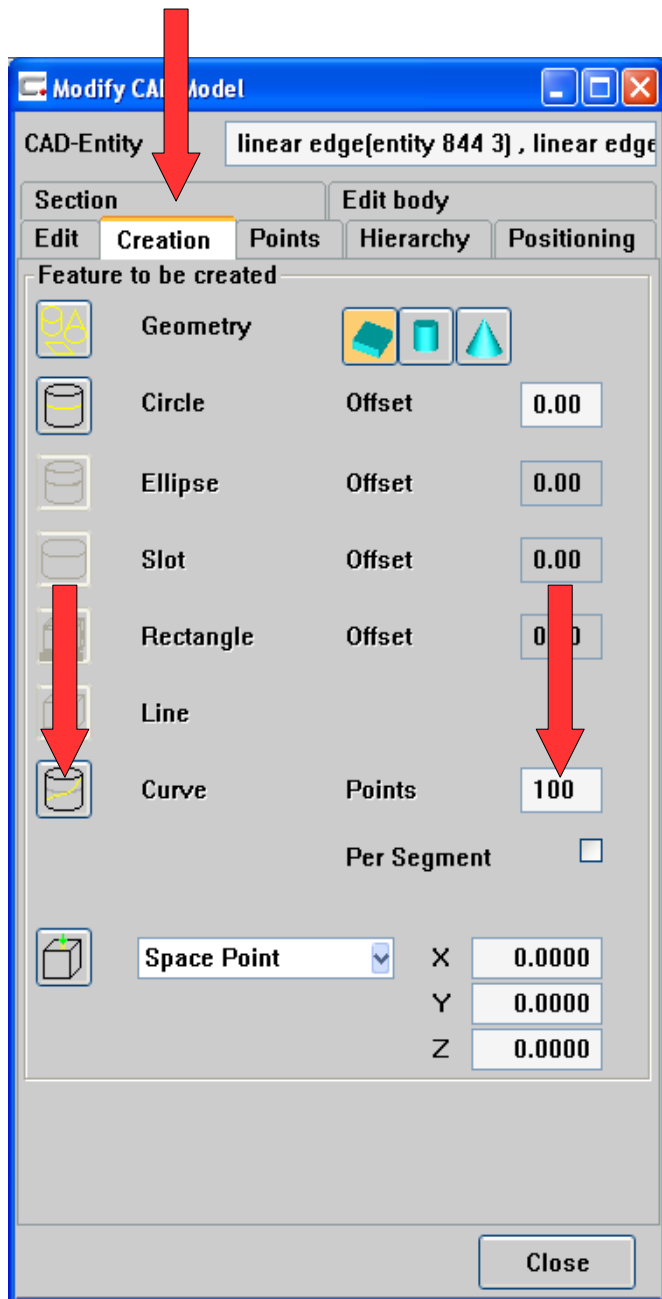 Modify CAD Model
CAD-Entity linear edge(entity 844 3) , linear edge
Section Edit body
Edit Creation Points Hierarchy Positioning
Feature to be created
Geometry
Circle Offset 0.00
Ellipse Offset 0.00
Slot Offset 0.00
Rectangle Offset
Line
Curve Points 100
Per Segment
Space Point X 0.0000
Y 0.0000
Z 0.0000
Close